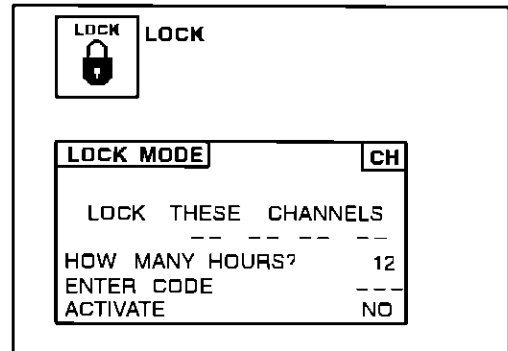 LOCK
LOCK
LOCK MODE CH
LOCK THESE CHANNELS
-- -- -- --
HOW MANY HOURS? 12
ENTER CODE ---
ACTIVATE NO